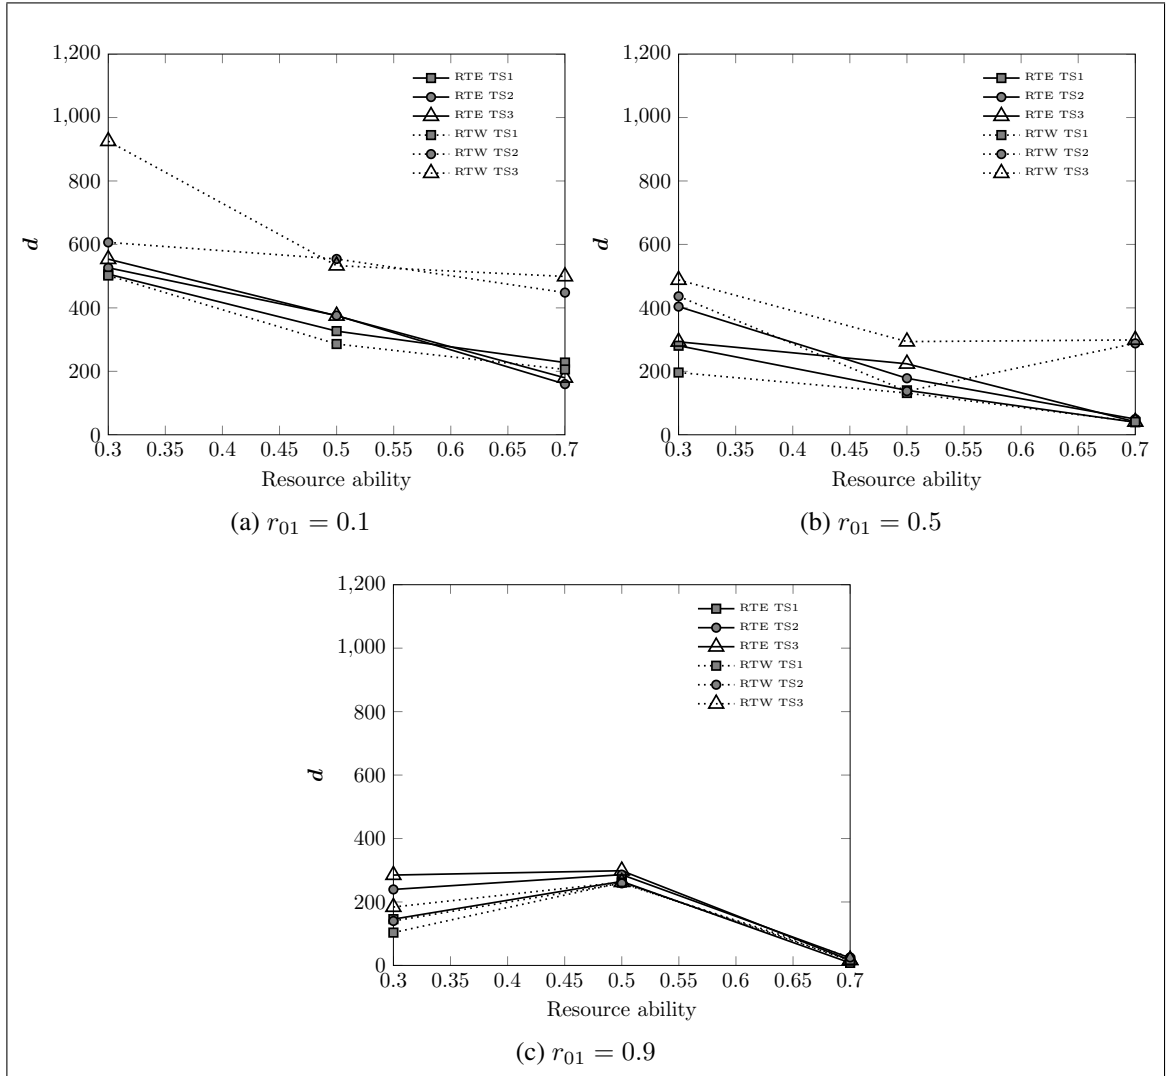 1,200
1,000
800
600
400
200
0
d
0.3 0.35 0.4 0.45 0.5 0.55 0.6 0.65 0.7
Resource ability
RTE TS1
RTE TS2
RTE TS3
RTW TS1
RTW TS2
RTW TS3
(a) r01 = 0.1
1,200
1,000
800
600
400
200
0
d
0.3 0.35 0.4 0.45 0.5 0.55 0.6 0.65 0.7
Resource ability
RTE TS1
RTE TS2
RTE TS3
RTW TS1
RTW TS2
RTW TS3
(b) r01 = 0.5
1,200
1,000
800
600
400
200
0
d
0.3 0.35 0.4 0.45 0.5 0.55 0.6 0.65 0.7
Resource ability
RTE TS1
RTE TS2
RTE TS3
RTW TS1
RTW TS2
RTW TS3
(c) r01 = 0.9